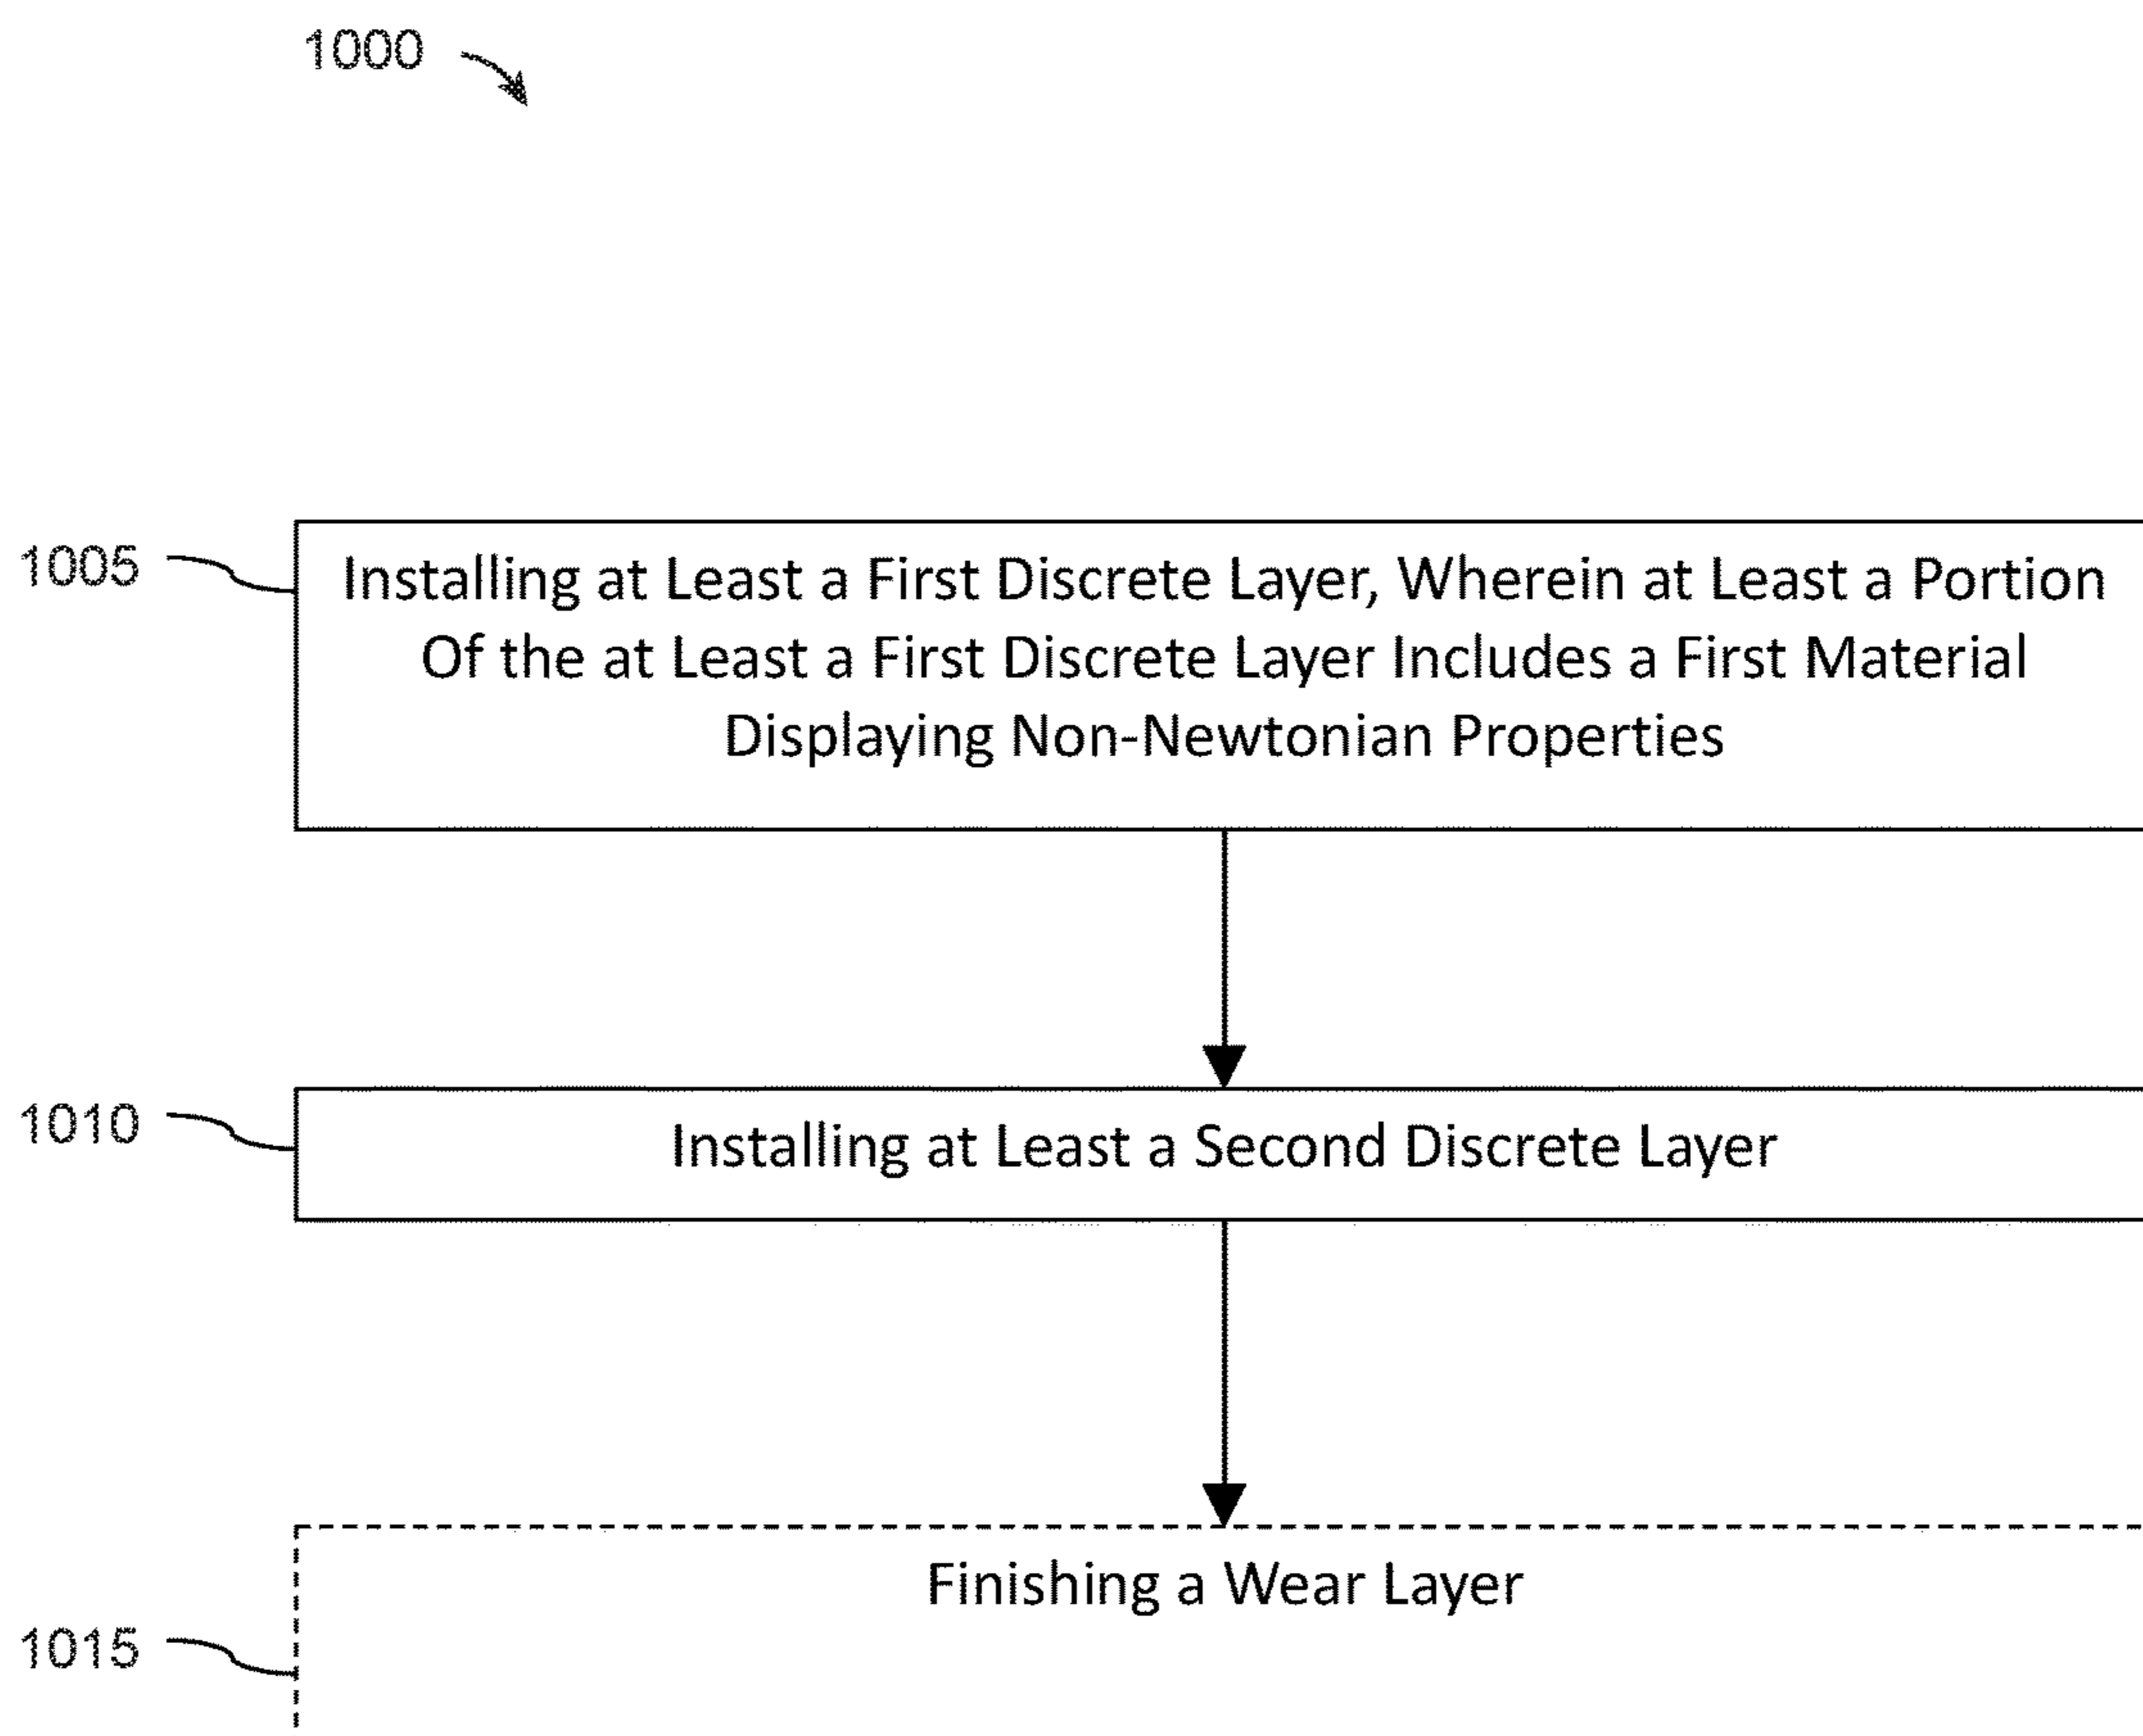 1000
1005
Installing at Least a First Discrete Layer, Wherein at Least a Portion
Of the at Least a First Discrete Layer Includes a First Material
Displaying Non-Newtonian Properties
1010
Installing at Least a Second Discrete Layer
Finishing a Wear Layer
1015